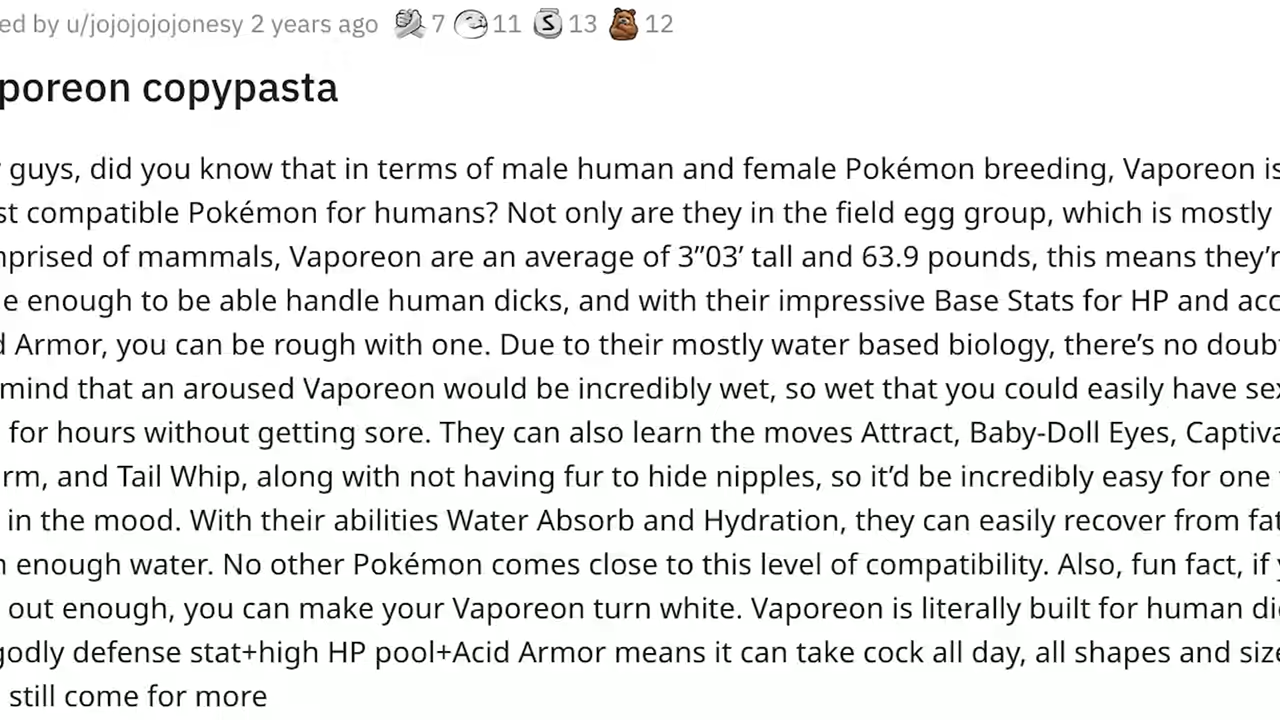 ed by u/jojojojojonesy 2 years ago 7 11 13 12
poreon copypasta
guys, did you know that in terms of male human and female Pokémon breeding, Vaporeon is
st compatible Pokémon for humans? Not only are they in the field egg group, which is mostly
mprised of mammals, Vaporeon are an average of 3”03’ tall and 63.9 pounds, this means they’r
e enough to be able handle human dicks, and with their impressive Base Stats for HP and acc
d Armor, you can be rough with one. Due to their mostly water based biology, there’s no doubt
mind that an aroused Vaporeon would be incredibly wet, so wet that you could easily have sex
for hours without getting sore. They can also learn the moves Attract, Baby-Doll Eyes, Captiva
rm, and Tail Whip, along with not having fur to hide nipples, so it’d be incredibly easy for one
in the mood. With their abilities Water Absorb and Hydration, they can easily recover from fat
h enough water. No other Pokémon comes close to this level of compatibility. Also, fun fact, if y
out enough, you can make your Vaporeon turn white. Vaporeon is literally built for human di
godly defense stat+high HP pool+Acid Armor means it can take cock all day, all shapes and size
still come for more